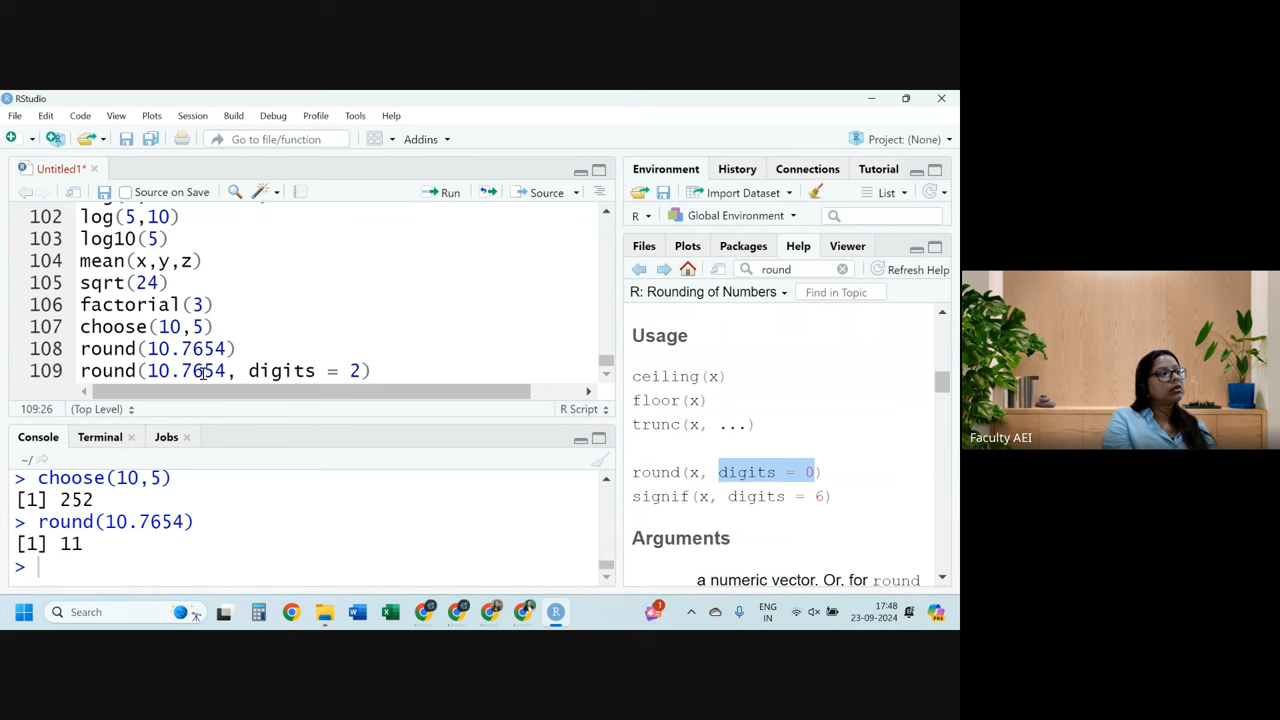 RStudio
File Edit Code View Plots Session Build Debug Profile Tools Help
Go to file/function Addins Project: (None)
Untitled1*
Source on Save Run Source
102 log(5,10)
103 log10(5)
104 mean(x,y,z)
105 sqrt(24)
106 factorial(3)
107 choose(10,5)
108 round(10.7654)
109 round(10.7654, digits = 2)
109:26 (Top Level) R Script
Console Terminal Jobs
~/
> choose(10,5)
[1] 252
> round(10.7654)
[1] 11
>
Environment History Connections Tutorial
Import Dataset List
R Global Environment
Files Plots Packages Help Viewer
round Refresh Help
R: Rounding of Numbers Find in Topic
Usage
ceiling(x)
floor(x)
trunc(x, ...)
round(x, digits = 0)
signif(x, digits = 6)
Arguments
a numeric vector. Or, for round
Faculty AEI
Search
1
ENG
IN
17:48
23-09-2024